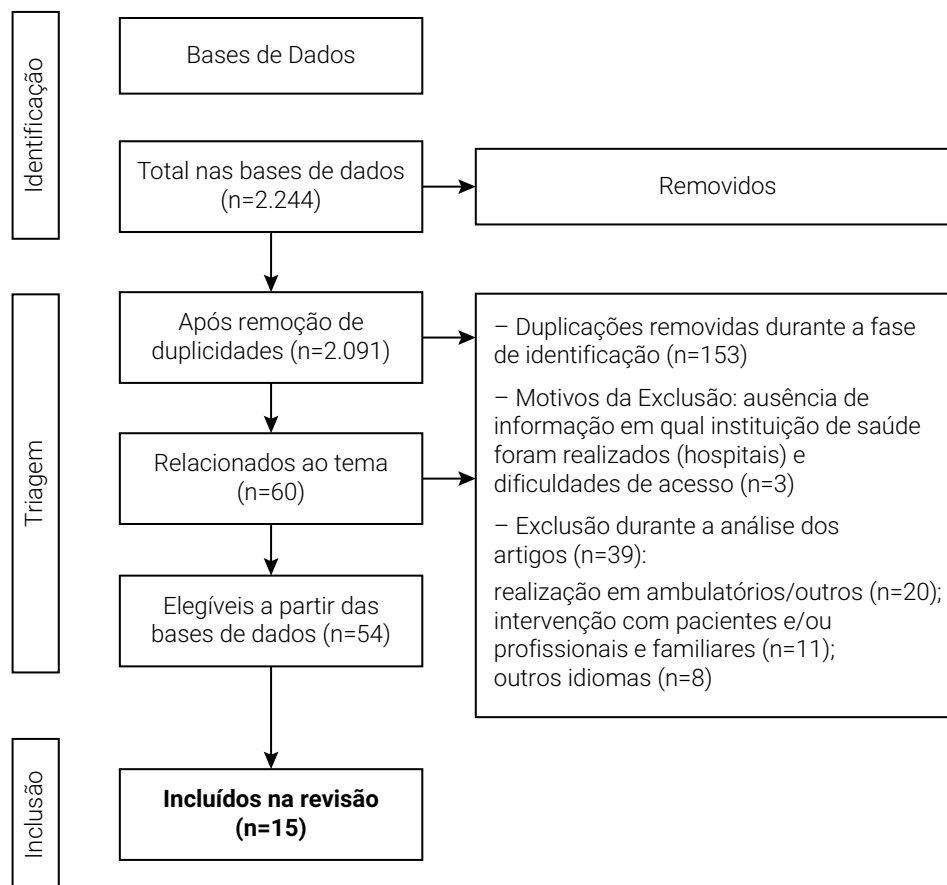 Identificação
Bases de Dados
Total nas bases de dados
(n=2.244)
Removidos
Triagem
Após remoção de
duplicidades (n=2.091)
– Duplicações removidas durante a fase
de identificação (n=153)
– Motivos da Exclusão: ausência de
informação em qual instituição de saúde
foram realizados (hospitais) e
dificuldades de acesso (n=3)
– Exclusão durante a análise dos
artigos (n=39):
realização em ambulatórios/outros (n=20);
intervenção com pacientes e/ou
profissionais e familiares (n=11);
outros idiomas (n=8)
Relacionados ao tema
(n=60)
Elegíveis a partir das
bases de dados (n=54)
Inclusão
Incluídos na revisão
(n=15)